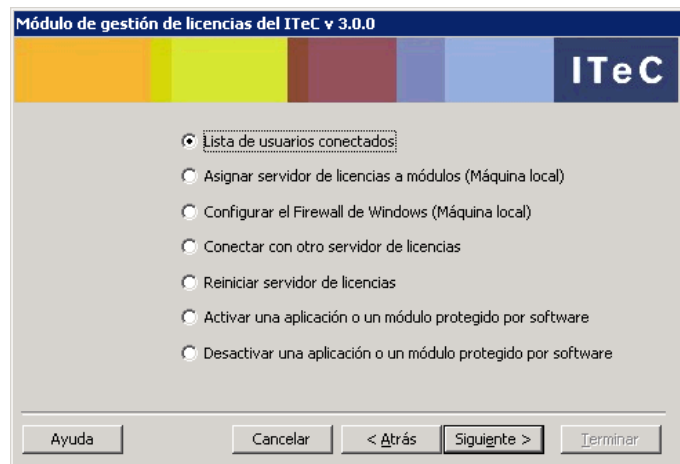 Módulo de gestión de licencias del ITeC v 3.0.0
ITeC
Lista de usuarios conectados
Asignar servidor de licencias a módulos (Máquina local)
Configurar el Firewall de Windows (Máquina local)
Conectar con otro servidor de licencias
Reiniciar servidor de licencias
Activar una aplicación o un módulo protegido por software
Desactivar una aplicación o un módulo protegido por software
Ayuda Cancelar < Atrás Siguiente > Terminar